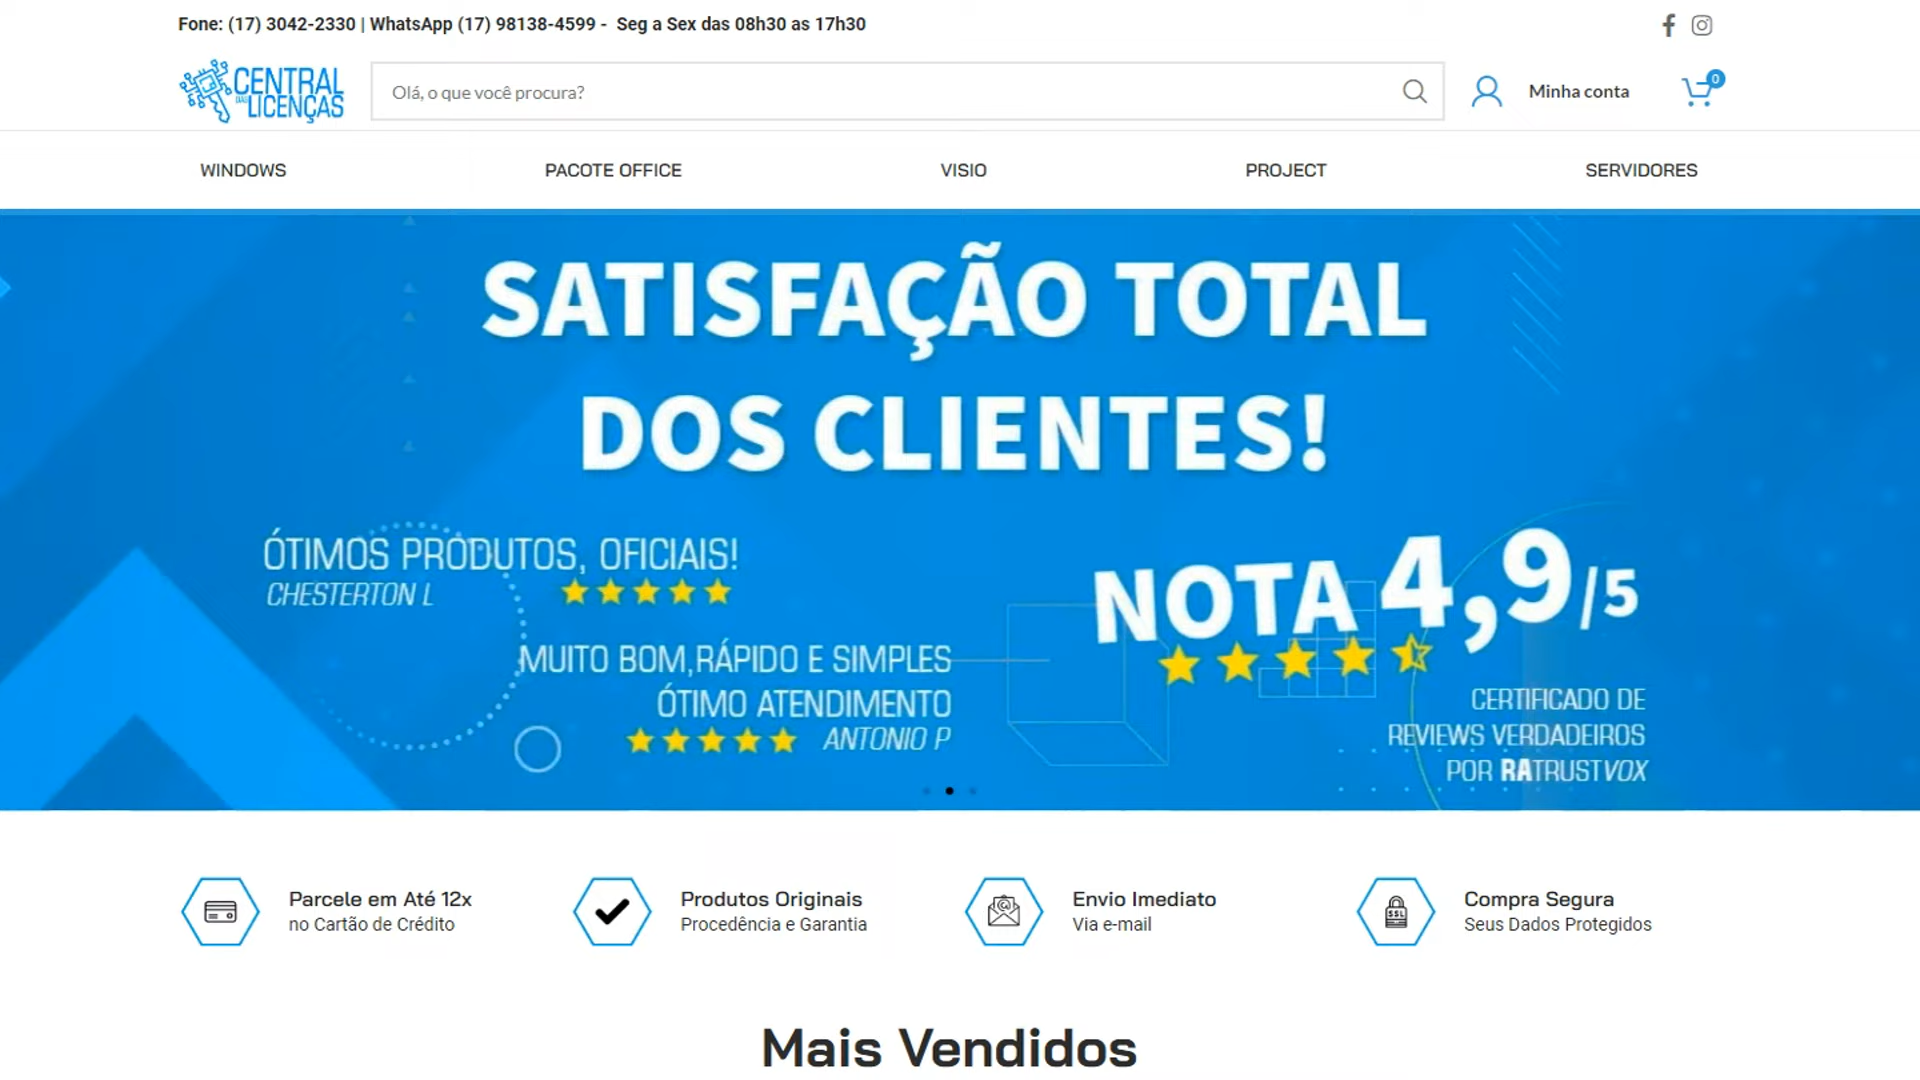 Fone: (17) 3042-2330 | WhatsApp (17) 98138-4599 - Seg a Sex das 08h30 as 17h30
CENTRAL
DAS
LICENÇAS
Olá, o que você procura?
Minha conta
0
WINDOWS
PACOTE OFFICE
VISIO
PROJECT
SERVIDORES
SATISFAÇÃO TOTAL
DOS CLIENTES!
ÓTIMOS PRODUTOS, OFICIAIS!
CHESTERTON L
MUITO BOM,RÁPIDO E SIMPLES
ÓTIMO ATENDIMENTO
ANTONIO P
NOTA 4,9/5
CERTIFICADO DE
REVIEWS VERDADEIROS
POR RATRUSTVOX
Parcele em Até 12x
no Cartão de Crédito
Produtos Originais
Procedência e Garantia
Envio Imediato
Via e-mail
SSL
Compra Segura
Seus Dados Protegidos
Mais Vendidos